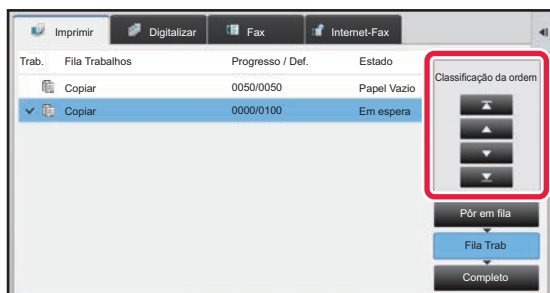 Imprimir Digitalizar Fax Internet-Fax
Trab. Fila Trabalhos Progresso / Def. Estado
Classificação da ordem
Copiar 0050/0050 Papel Vazio
Copiar 0000/0100 Em espera
Pôr em fila
Fila Trab
Completo